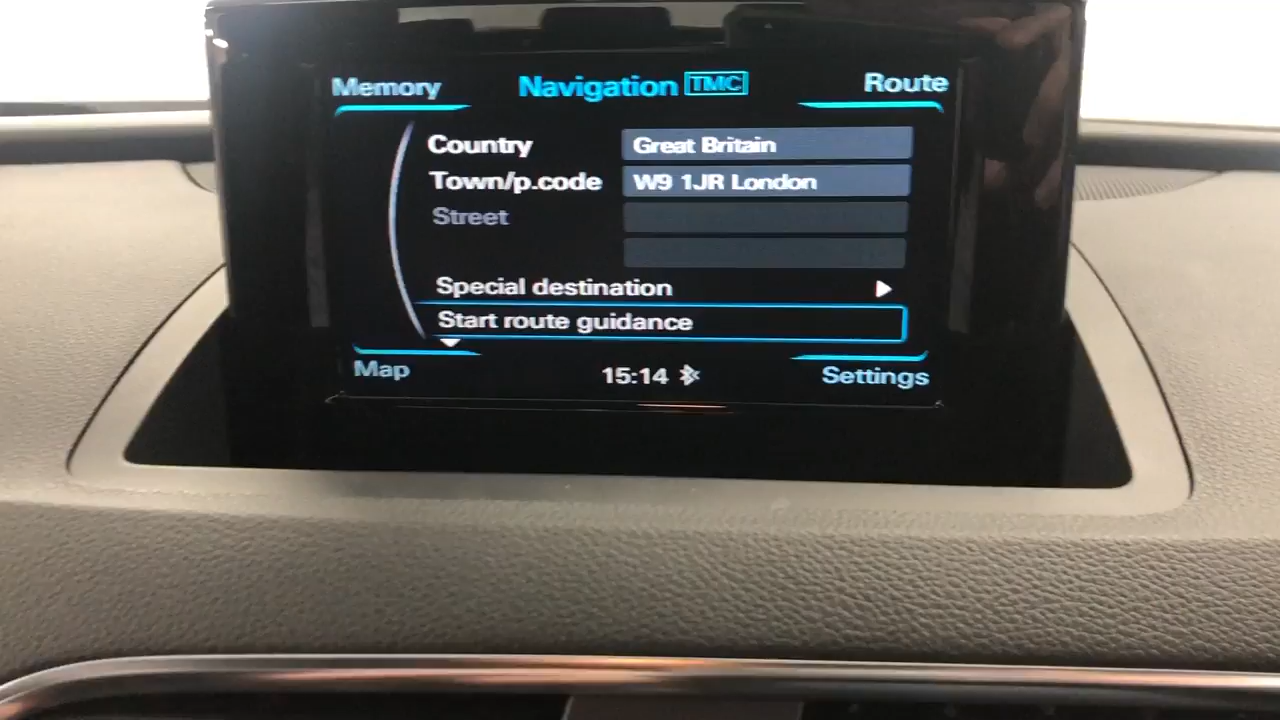 Memory
Navigation TMC
Route
Country Great Britain
Town/p.code W9 1JR London
Street
Special destination
Start route guidance
Map
15:14
Settings